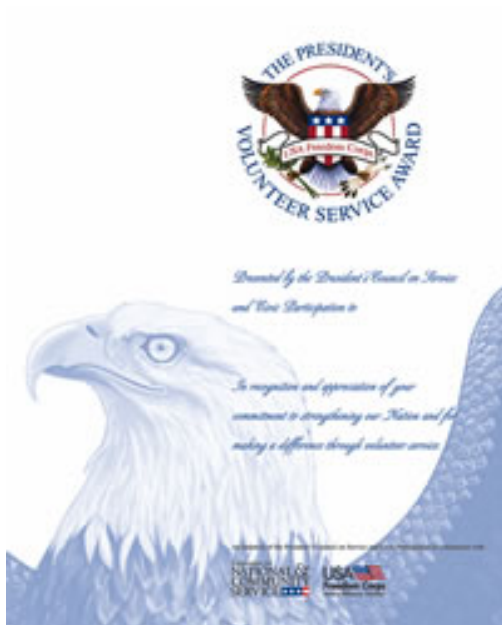 THE PRESIDENT'S
USA Freedom Corps
VOLUNTEER SERVICE AWARD
Presented by the President's Council on Service
and Civic Participation to
In recognition and appreciation of your
commitment to strengthening our Nation and for
making a difference through volunteer service
NATIONAL &
COMMUNITY
SERVICE
USA
Freedom Corps